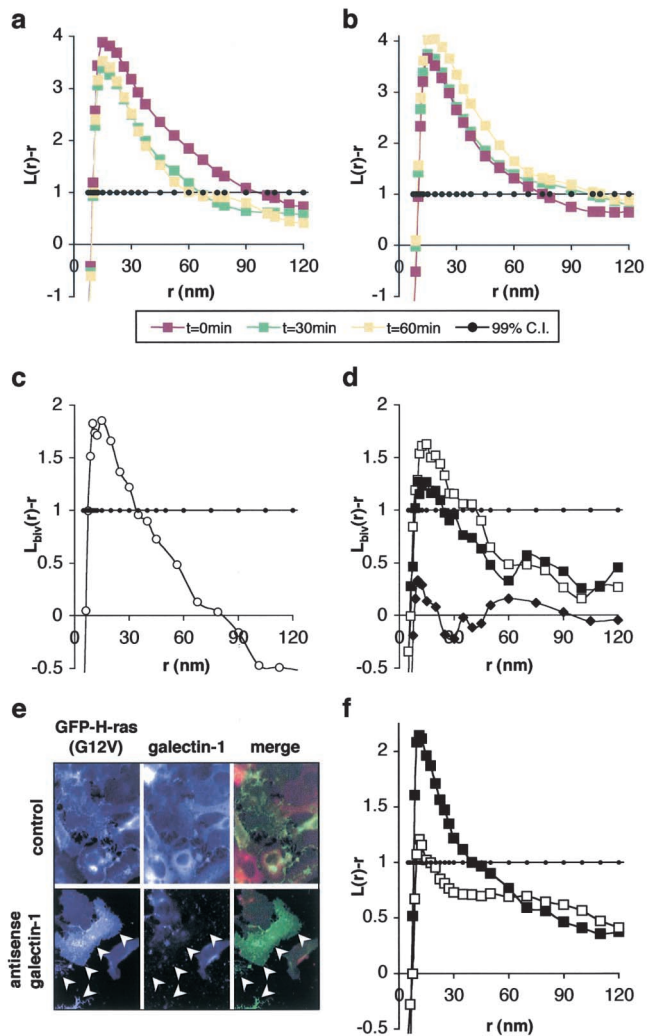 a
b
L(r)-r
4
3
2
1
0
-1
0 30 60 90 120
r (nm)
L(r)-r
4
3
2
1
0
-1
0 30 60 90 120
r (nm)
t=0min t=30min t=60min 99% C.I.
c
d
L_biv(r)-r
2
1.5
1
0.5
0
-0.5
0 30 60 90 120
r (nm)
L_biv(r)-r
2
1.5
1
0.5
0
-0.5
0 30 60 90 120
r (nm)
e
GFP-H-ras
(G12V)
galectin-1
merge
control
antisense
galectin-1
f
L(r)-r
2
1.5
1
0.5
0
-0.5
0 30 60 90 120
r (nm)